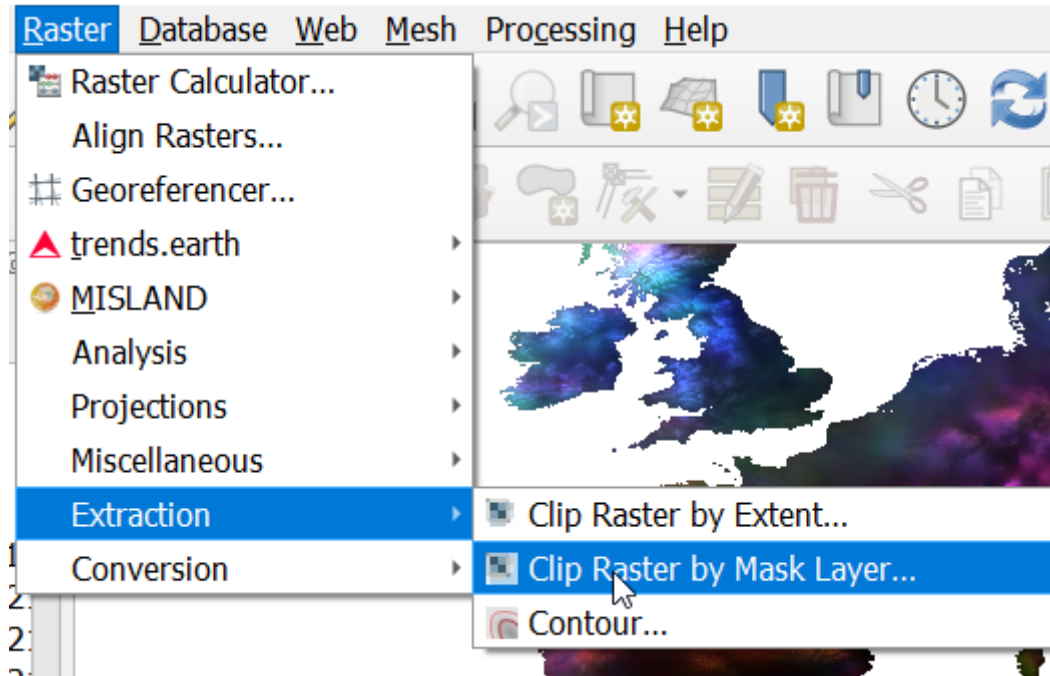 Raster Database Web Mesh Processing Help
Raster Calculator...
Align Rasters...
Georeferencer...
trends.earth
MISLAND
Analysis
Projections
Miscellaneous
Extraction
Clip Raster by Extent...
Conversion
Clip Raster by Mask Layer...
Contour...